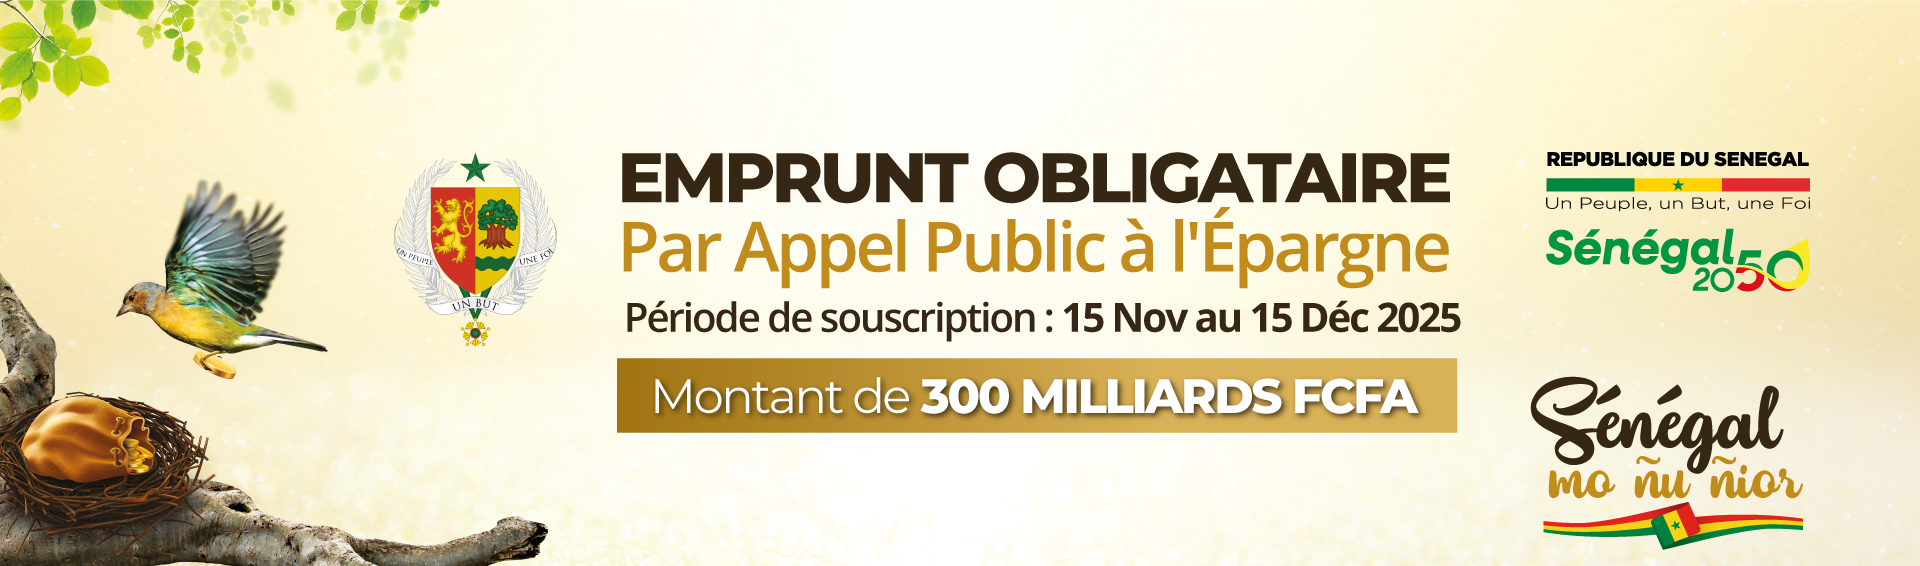 UN PEUPLE
UN BUT
UNE FOI
EMPRUNT OBLIGATAIRE
Par Appel Public à l'Épargne
Période de souscription : 15 Nov au 15 Déc 2025
Montant de 300 MILLIARDS FCFA
REPUBLIQUE DU SENEGAL
Un Peuple, un But, une Foi
Sénégal
2050
Sénégal
mo ñu ñior